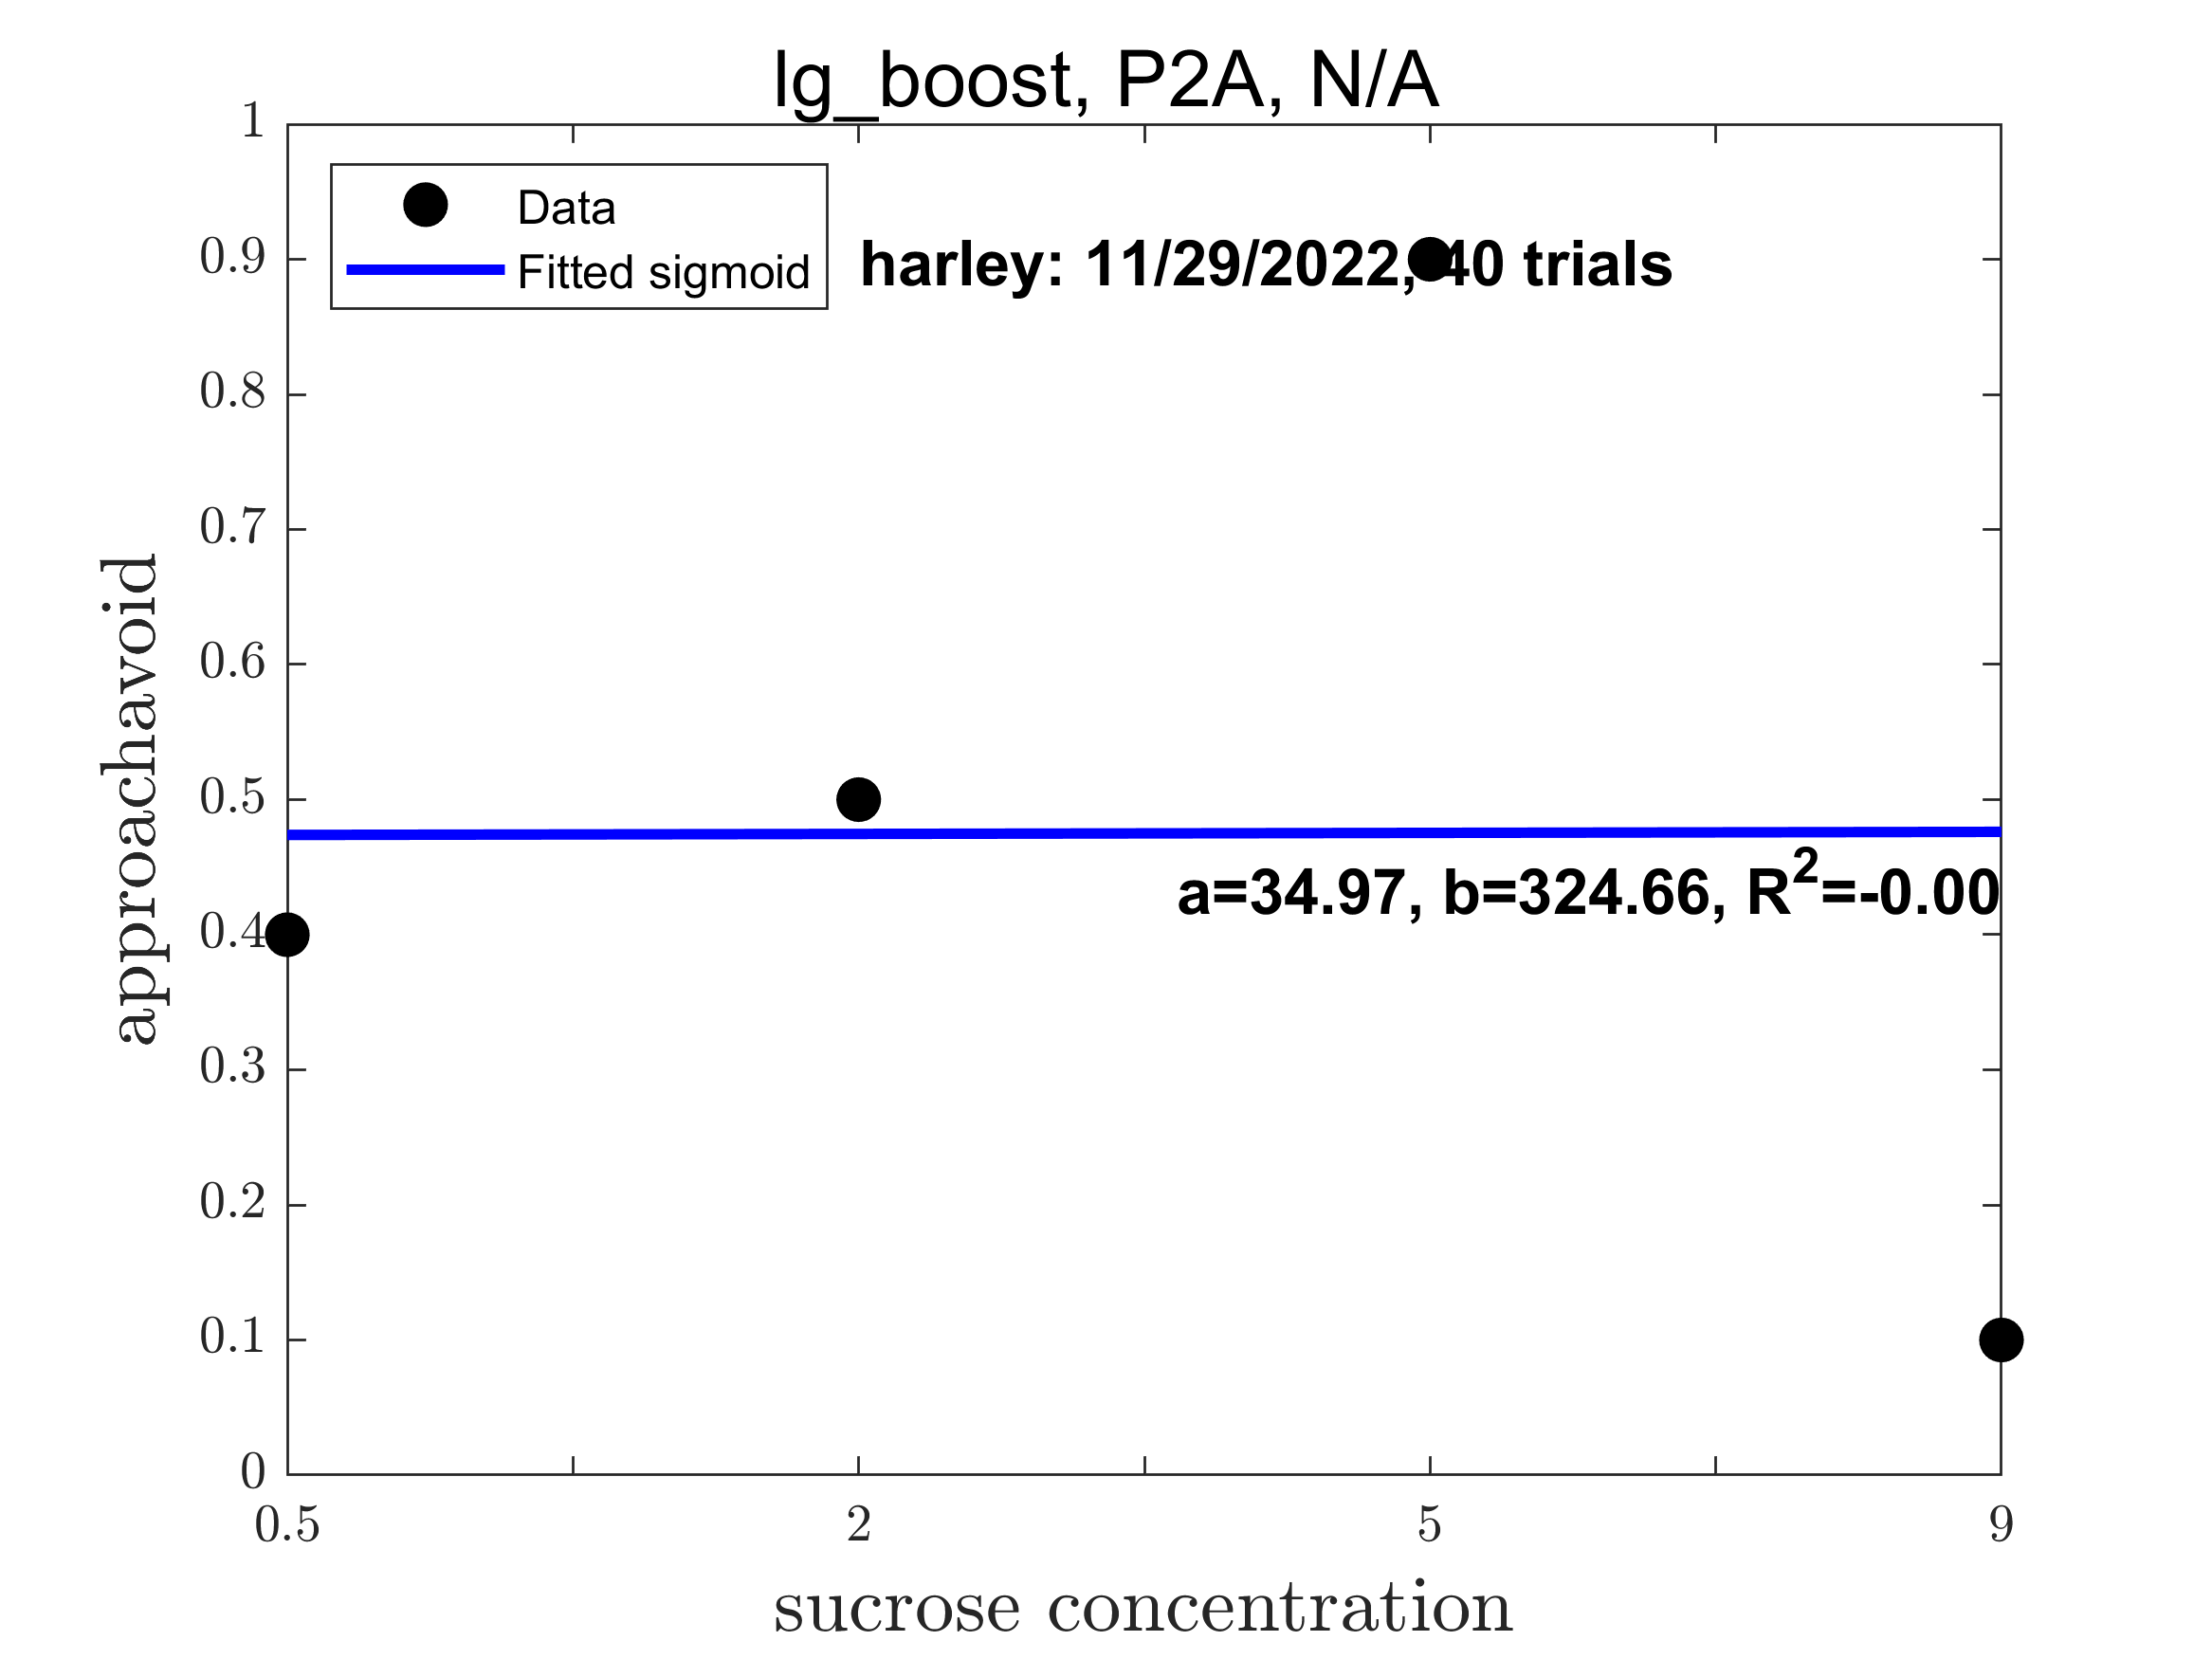 lg_boost, P2A, N/A
1
Data
Fitted sigmoid
harley: 11/29/2022, 40 trials
0.9
0.8
0.7
0.6
0.5
a=34.97, b=324.66, R²=-0.00
0.4
0.3
0.2
0.1
0
0.5 2 5 9
sucrose concentration
approachavoid